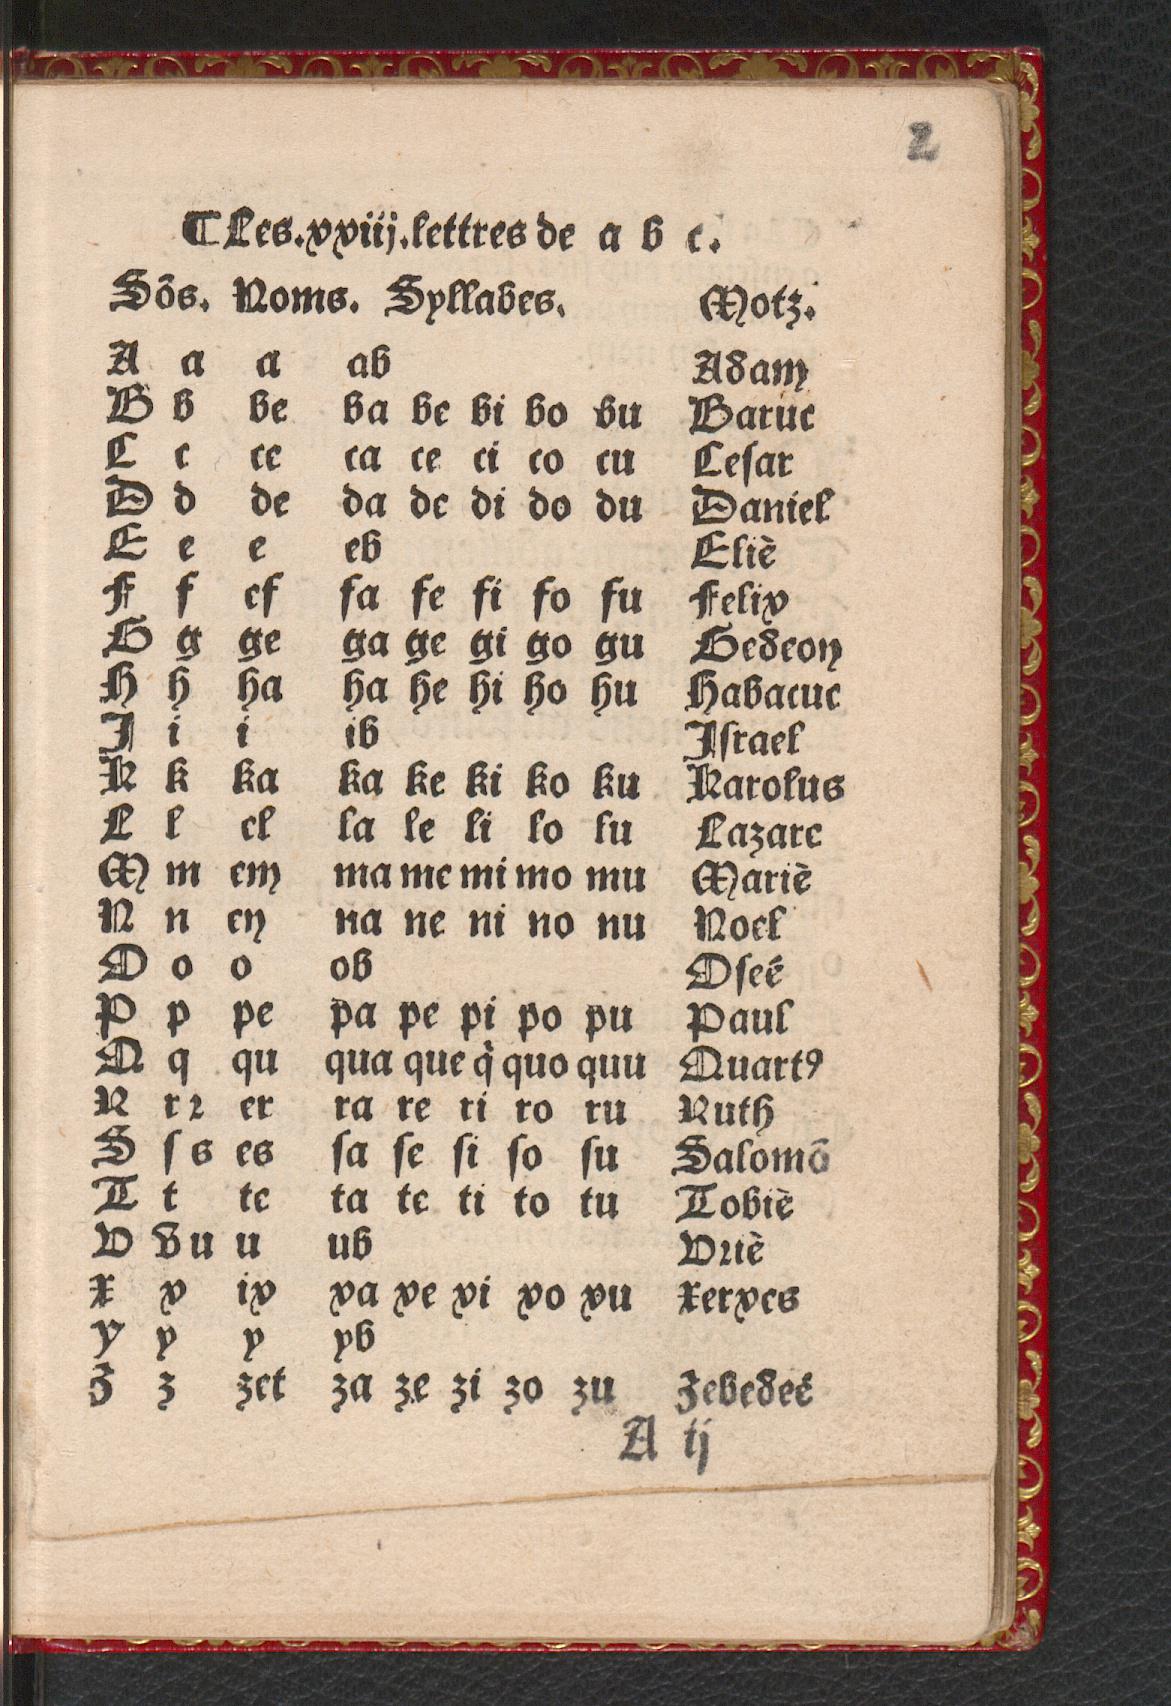 2
¶ Les.xxiij.lettres de a b c.
Sõs. Noms. Syllabes. Motz.
A a a ab Adam
B b be ba be bi bo bu Baruc
C c ce ca ce ci co cu Cesar
D d de da de di do du Daniel
E e e eb Eliẽ
F f ef fa fe fi fo fu Felix
G g ge ga ge gi go gu Gedeon
H h ha ha he hi ho hu Habacuc
I i i ib Iſrael
K k ka ka ke ki ko ku Karolus
L l el la le li lo lu Lazare
M m em ma me mi mo mu Mariẽ
N n en na ne ni no nu Noel
O o o ob Oſeé
P p pe pa pe pi po pu Paul
Q q qu qua que q̇ quo quu Quartꝰ
R r ꝛ er ra re ri ro ru Ruth
S ſ s es ſa ſe ſi ſo ſu Salomõ
T t te ta te ti to tu Tobiẽ
V v u u ub Vꝛiẽ
X x ix xa xe xi xo xu Xerxes
Y y y yb
Z z zet za ze zi zo zu Zebedeé
A ij